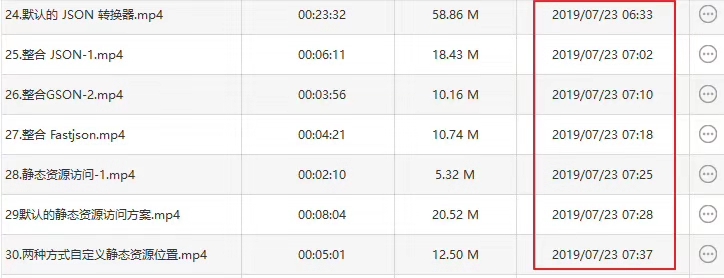 24.默认的 JSON 转换器.mp4 00:23:32 58.86 M 2019/07/23 06:33
25.整合 JSON-1.mp4 00:06:11 18.43 M 2019/07/23 07:02
26.整合GSON-2.mp4 00:03:56 10.16 M 2019/07/23 07:10
27.整合 Fastjson.mp4 00:04:21 10.74 M 2019/07/23 07:18
28.静态资源访问-1.mp4 00:02:10 5.32 M 2019/07/23 07:25
29默认的静态资源访问方案.mp4 00:08:04 20.52 M 2019/07/23 07:28
30.两种方式自定义静态资源位置.mp4 00:05:01 12.50 M 2019/07/23 07:37